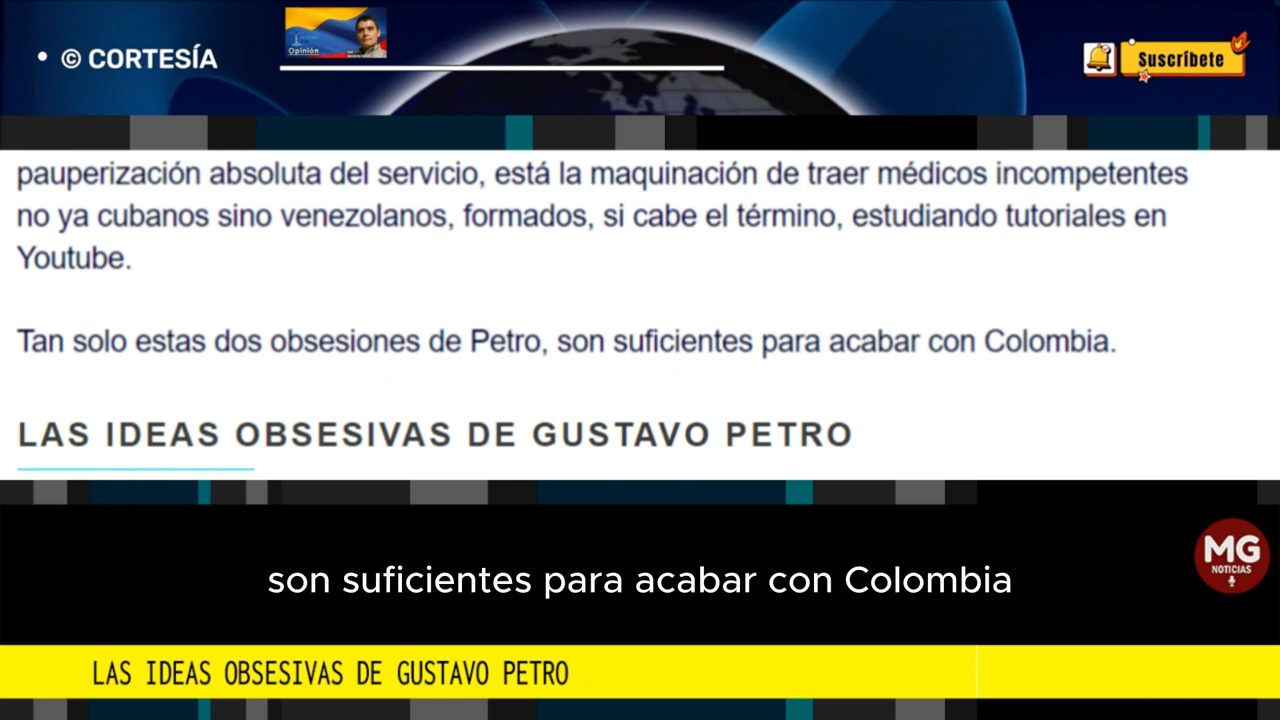 • © CORTESÍA
Opinión
Suscríbete
pauperización absoluta del servicio, está la maquinación de traer médicos incompetentes
no ya cubanos sino venezolanos, formados, si cabe el término, estudiando tutoriales en
Youtube.
Tan solo estas dos obsesiones de Petro, son suficientes para acabar con Colombia.
LAS IDEAS OBSESIVAS DE GUSTAVO PETRO
MG
NOTICIAS
son suficientes para acabar con Colombia
LAS IDEAS OBSESIVAS DE GUSTAVO PETRO